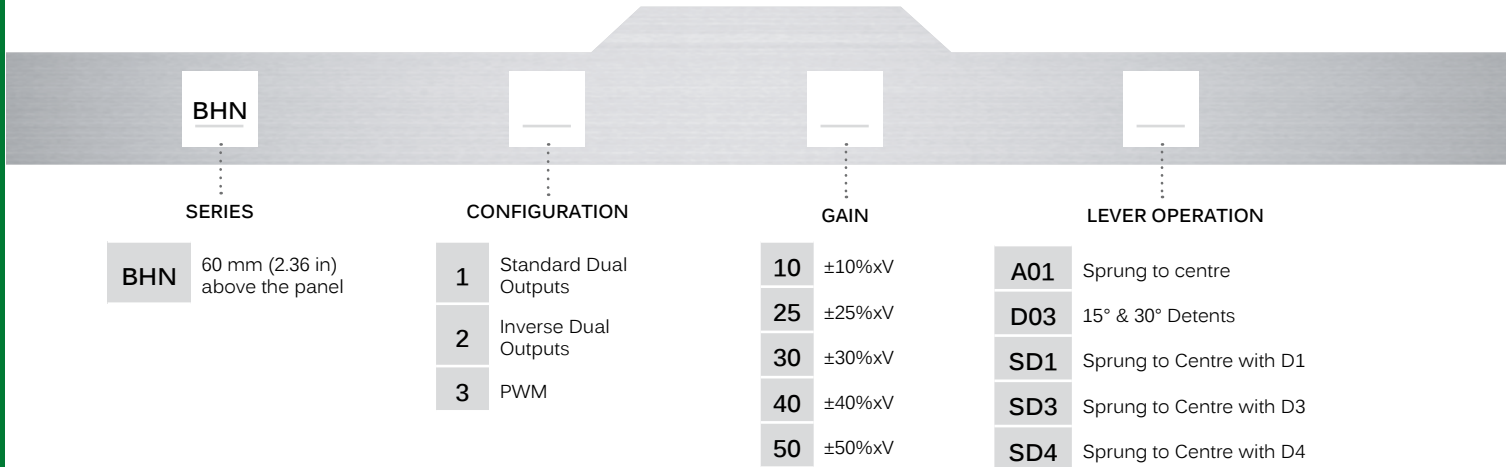 BHN
SERIES
BHN
60 mm (2.36 in)
above the panel
CONFIGURATION
1
Standard Dual
Outputs
2
Inverse Dual
Outputs
3
PWM
GAIN
10
±10%xV
25
±25%xV
30
±30%xV
40
±40%xV
50
±50%xV
LEVER OPERATION
A01
Sprung to centre
D03
15° & 30° Detents
SD1
Sprung to Centre with D1
SD3
Sprung to Centre with D3
SD4
Sprung to Centre with D4